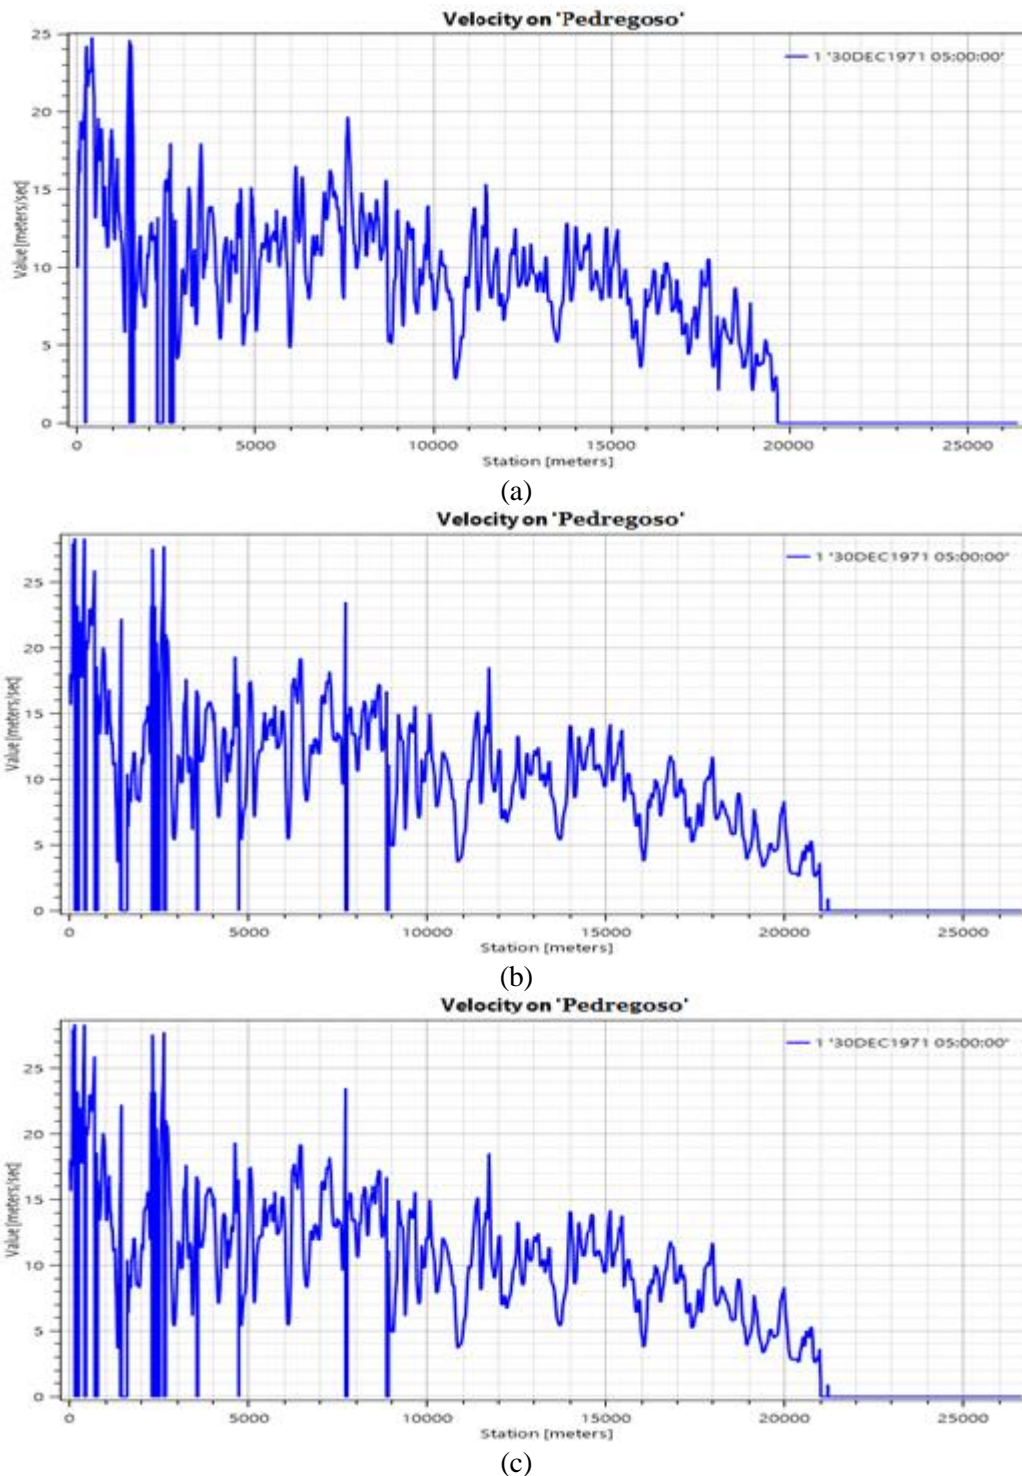 Velocity on 'Pedregoso'
1 '30DEC1971 05:00:00'
25
20
15
10
5
0
Value [meters/sec]
0 5000 10000 15000 20000 25000
Station [meters]
(a)
Velocity on 'Pedregoso'
1 '30DEC1971 05:00:00'
25
20
15
10
5
0
Value [meters/sec]
0 5000 10000 15000 20000 25000
Station [meters]
(b)
Velocity on 'Pedregoso'
1 '30DEC1971 05:00:00'
25
20
15
10
5
0
Value [meters/sec]
0 5000 10000 15000 20000 25000
Station [meters]
(c)